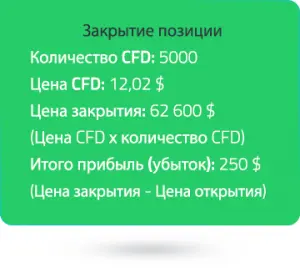 Закрытие позиции
Количество CFD: 5000
Цена CFD: 12,02 $
Цена закрытия: 62 600 $
(Цена CFD х количество CFD)
Итого прибыль (убыток): 250 $
(Цена закрытия - Цена открытия)